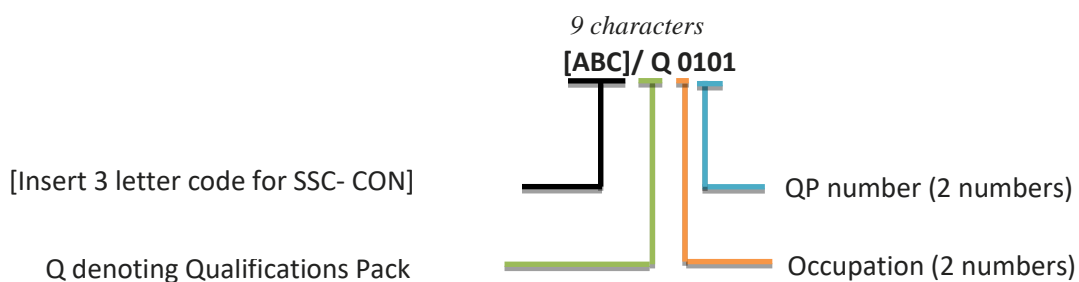 9 characters
[ABC]/ Q 0101
[Insert 3 letter code for SSC- CON]
QP number (2 numbers)
Q denoting Qualifications Pack
Occupation (2 numbers)